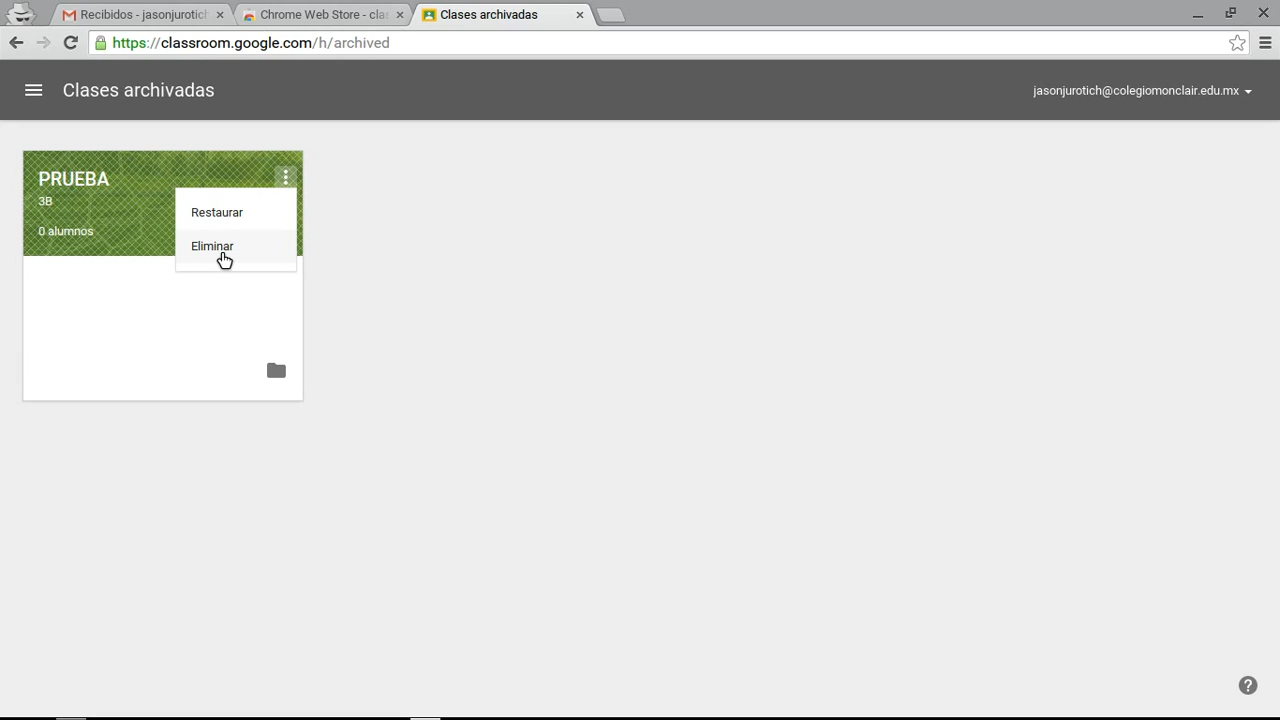 Recibidos - jasonjurotich
Chrome Web Store - clas
Clases archivadas
https://classroom.google.com/h/archived
Clases archivadas
jasonjurotich@colegiomonclair.edu.mx
PRUEBA
3B
0 alumnos
Restaurar
Eliminar
?